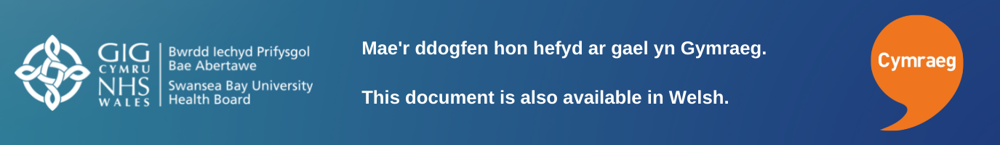 GIG
CYMRU
NHS
WALES
Bwrdd Iechyd Prifysgol
Bae Abertawe
Swansea Bay University
Health Board
Mae'r ddogfen hon hefyd ar gael yn Gymraeg.
This document is also available in Welsh.
Cymraeg